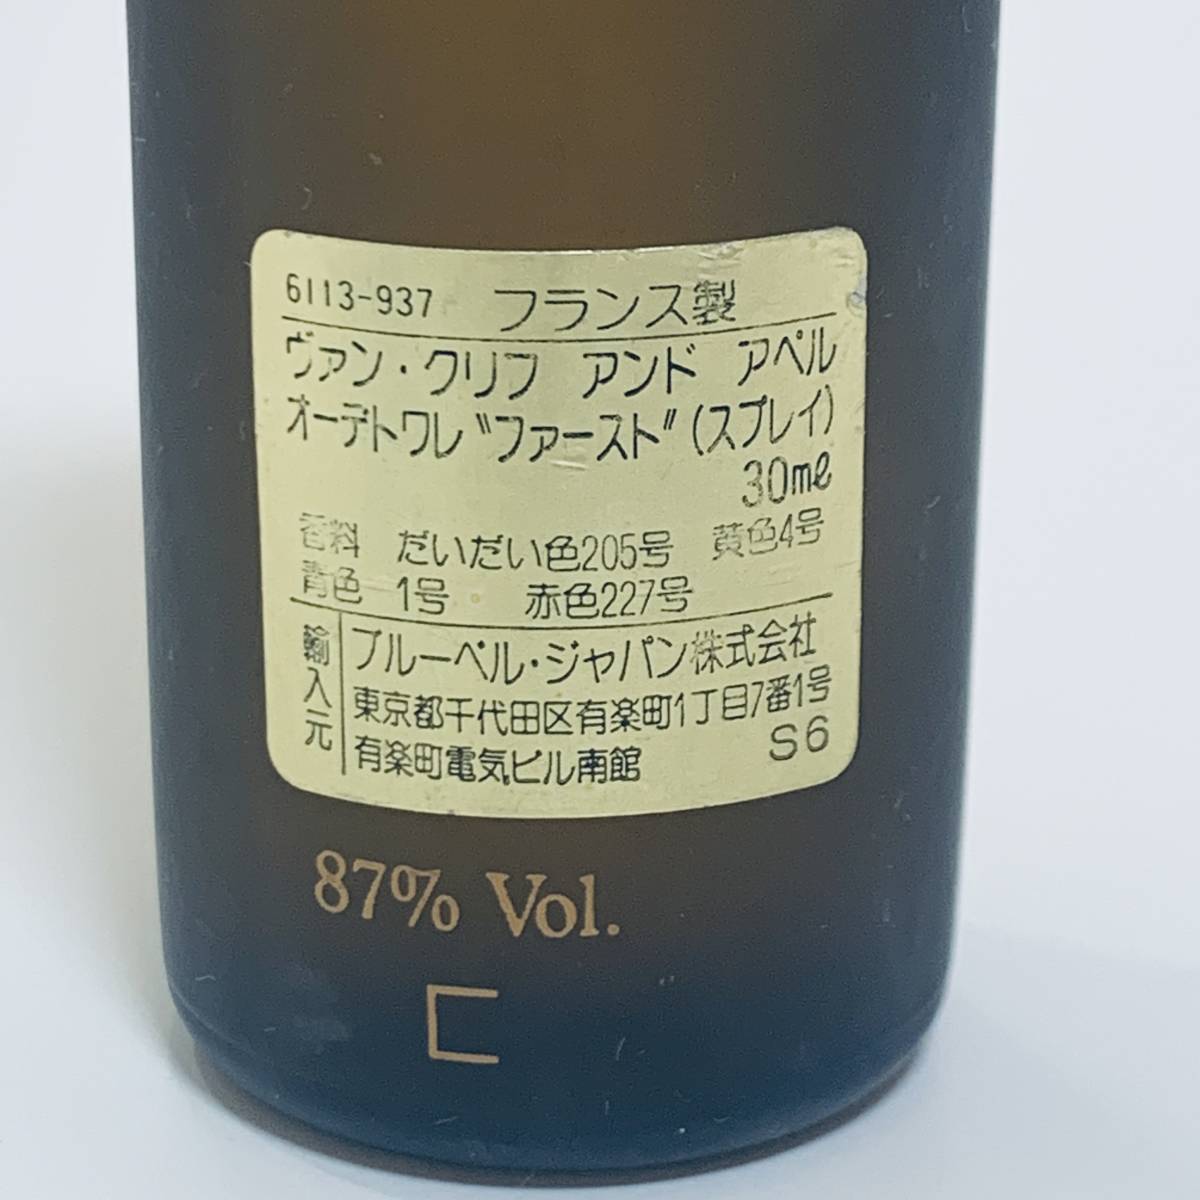 6113-937 フランス製
ヴァン・クリフ アンド アペル
オーデトワレ〝ファースト〟(スプレイ)
30mℓ
香料 だいだい色205号 黄色4号
青色 1号 赤色227号
輸入元
ブルーベル・ジャパン株式会社
東京都千代田区有楽町1丁目7番1号
有楽町電気ビル南館 S6
87% Vol.